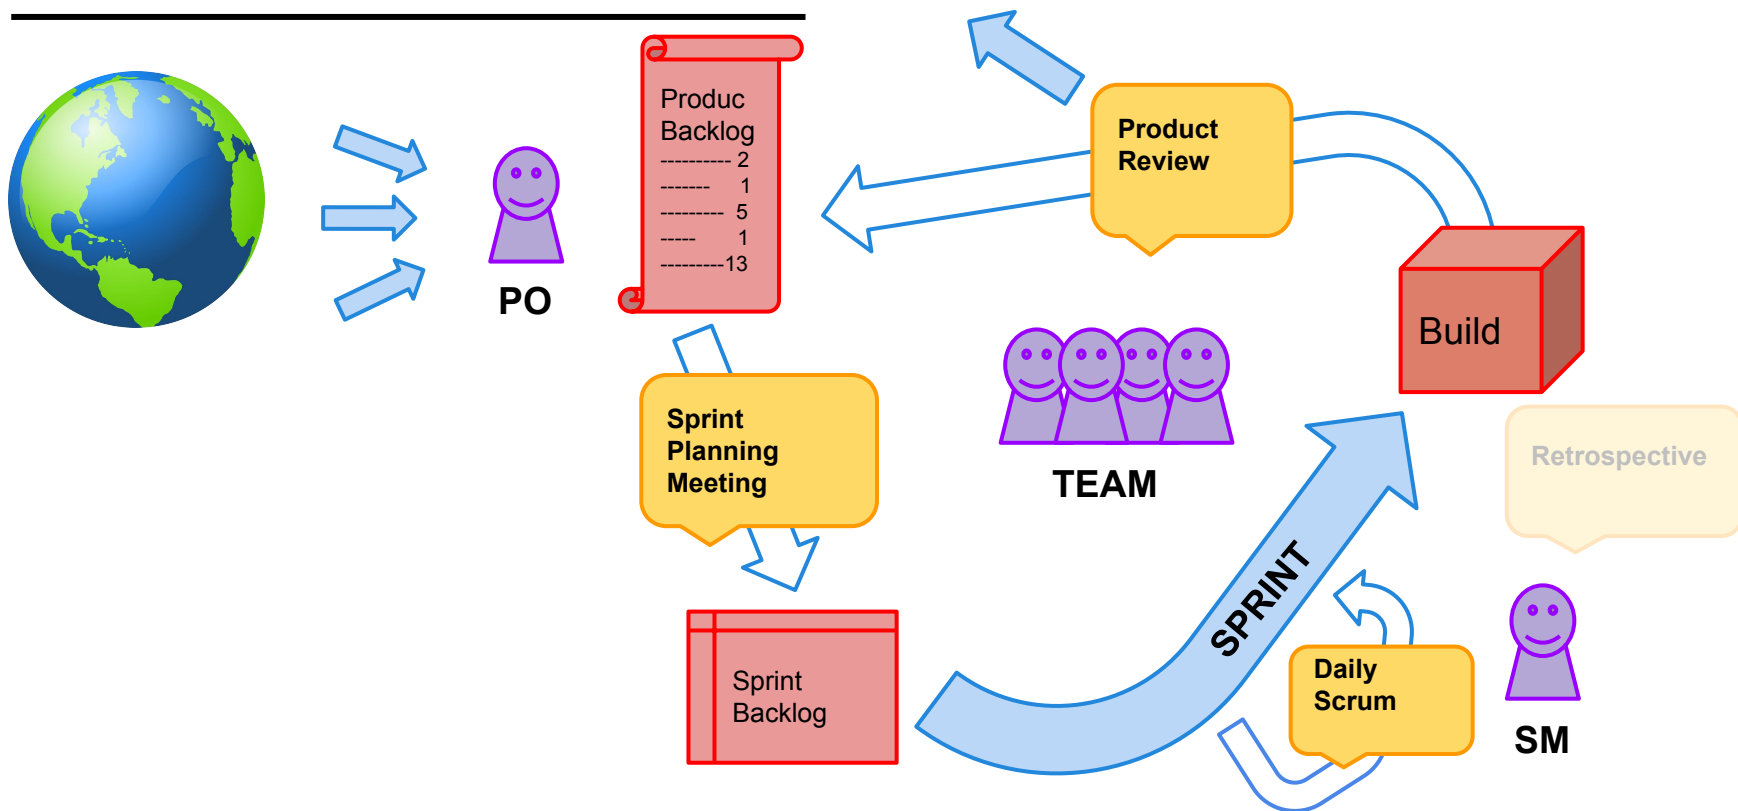 Produc
Backlog
---------- 2
------- 1
--------- 5
----- 1
---------13
PO
Product
Review
Build
Sprint
Planning
Meeting
TEAM
Retrospective
SPRINT
Sprint
Backlog
Daily
Scrum
SM